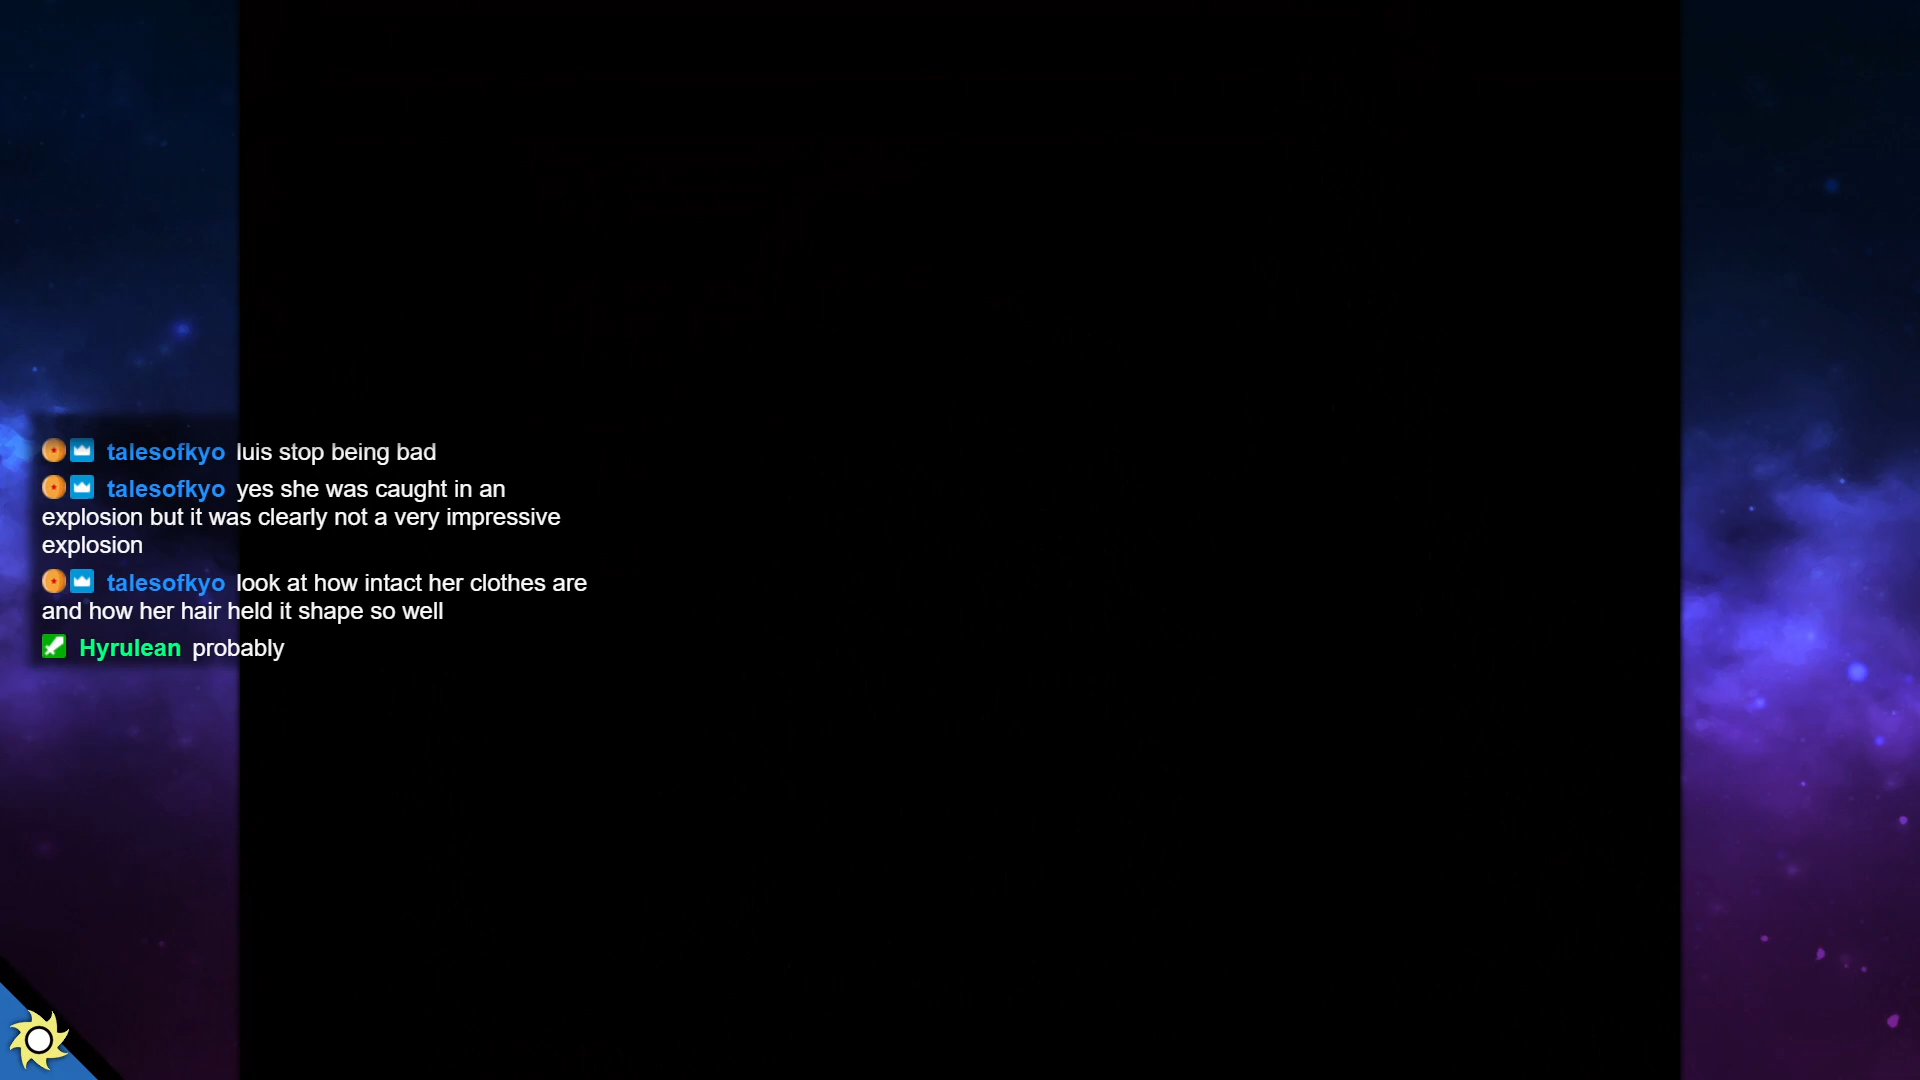 talesofkyo luis stop being bad
talesofkyo yes she was caught in an
explosion but it was clearly not a very impressive
explosion
talesofkyo look at how intact her clothes are
and how her hair held it shape so well
Hyrulean probably